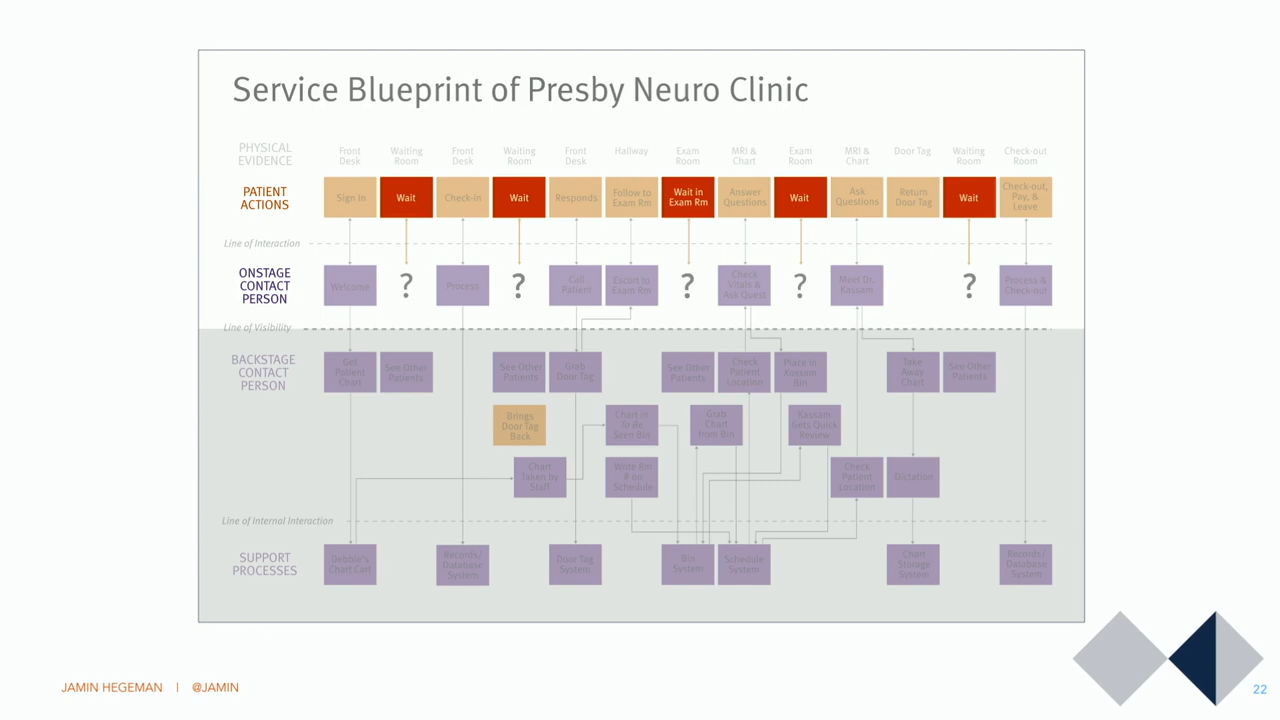 Service Blueprint of Presby Neuro Clinic
PHYSICAL
EVIDENCE
Front
Desk
Waiting
Room
Front
Desk
Waiting
Room
Front
Desk
Hallway
Exam
Room
MRI &
Chart
Exam
Room
MRI &
Chart
Door Tag
Waiting
Room
Check-out
Room
PATIENT
ACTIONS
Sign In
Wait
Check-in
Wait
Responds
Follow to
Exam Rm
Wait in
Exam Rm
Answer
Questions
Wait
Ask
Questions
Return
Door Tag
Wait
Check-out,
Pay, &
Leave
Line of Interaction
ONSTAGE
CONTACT
PERSON
Welcome
?
Process
?
Call
Patient
Escort to
Exam Rm
?
Check
Vitals &
Ask Quest
?
Meet Dr.
Kassam
?
Process &
Check-out
Line of Visibility
BACKSTAGE
CONTACT
PERSON
Get
Patient
Chart
See Other
Patients
See Other
Patients
Grab
Door Tag
See Other
Patients
Check
Patient
Location
Place in
Kassam
Bin
Take
Away
Chart
See Other
Patients
Brings
Door Tag
Back
Chart in
To Be
Seen Bin
Grab
Chart
from Bin
Kassam
Gets Quick
Review
Chart
Taken by
Staff
Write Rm
# on
Schedule
Check
Patient
Location
Dictation
Line of Internal Interaction
SUPPORT
PROCESSES
Debbie's
Chart Cart
Records/
Database
System
Door Tag
System
Bin
System
Schedule
System
Chart
Storage
System
Records/
Database
System
JAMIN HEGEMAN | @JAMIN
22